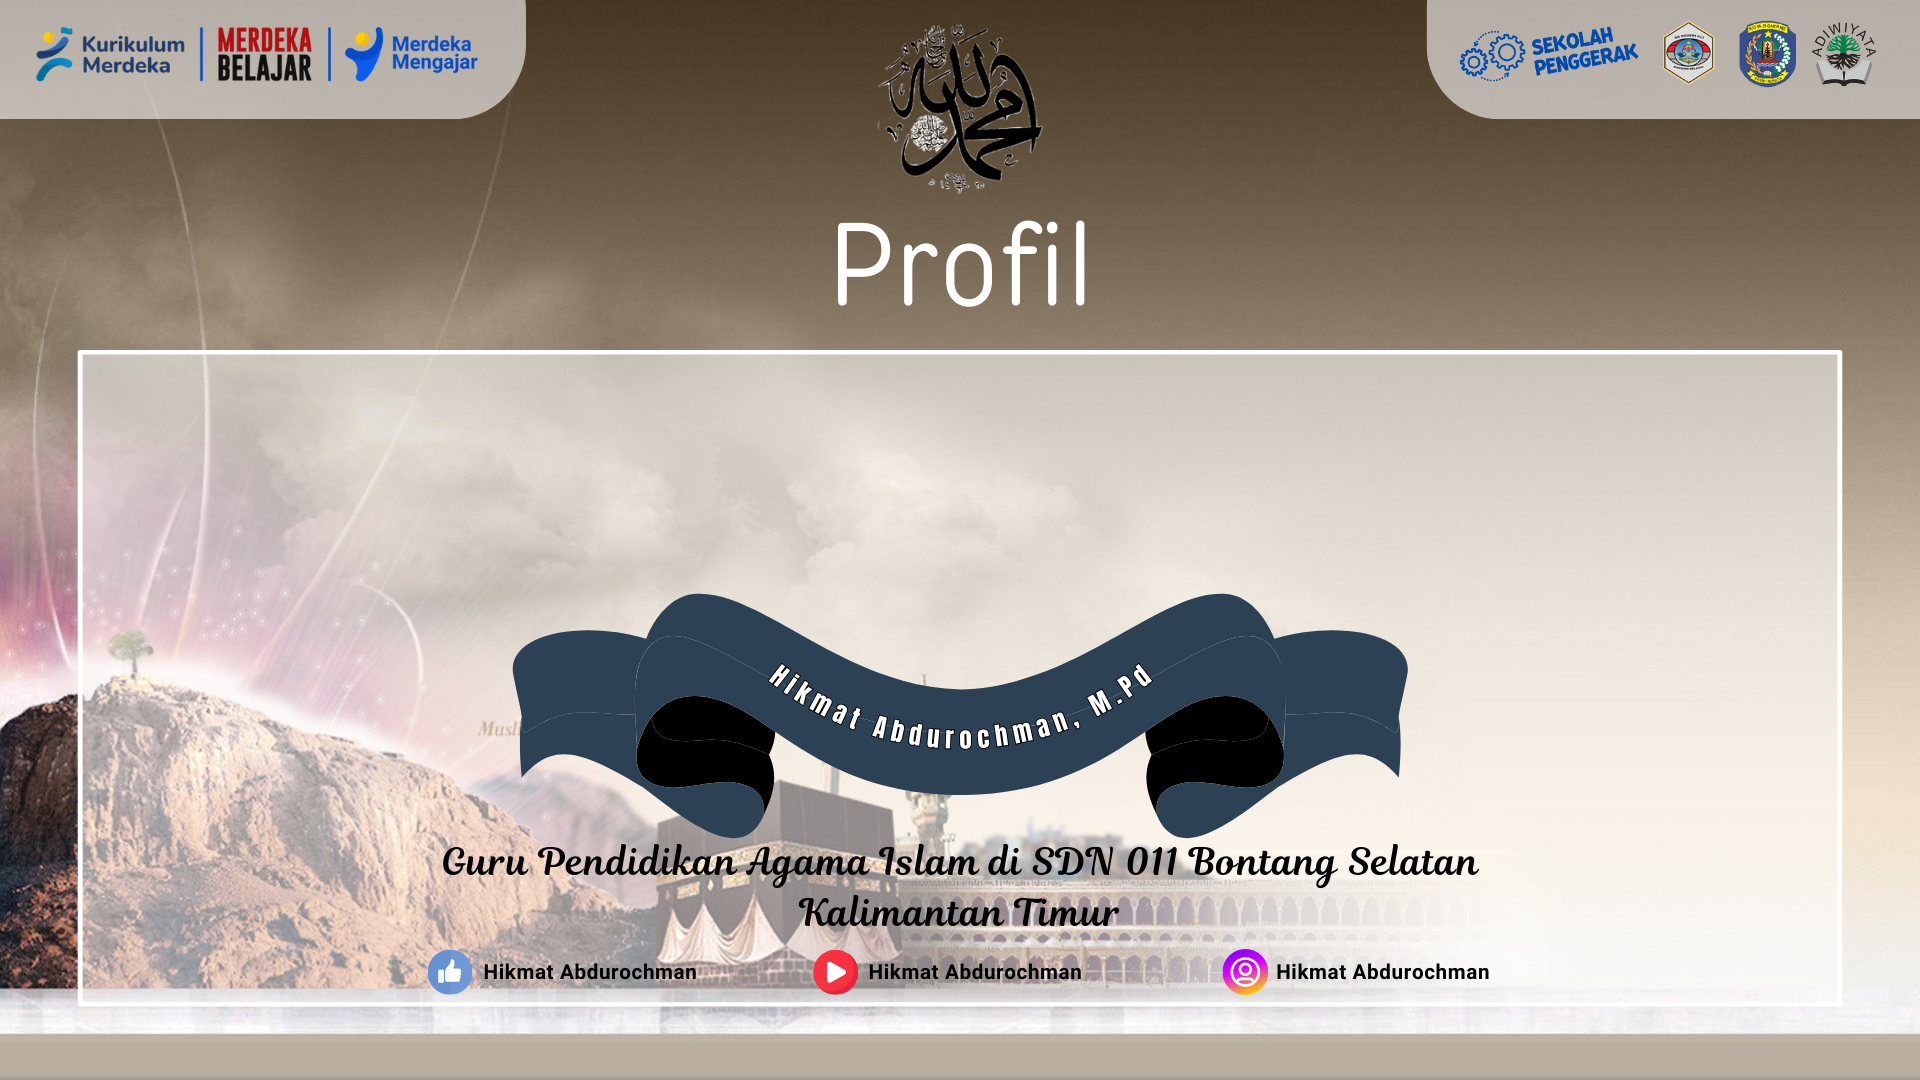 Kurikulum
Merdeka
MERDEKA
BELAJAR
Merdeka
Mengajar
SEKOLAH
PENGGERAK
ADIWIYATA
Profil
Hikmat Abdurochman, M.Pd
Guru Pendidikan Agama Islam di SDN 011 Bontang Selatan
Kalimantan Timur
Hikmat Abdurochman
Hikmat Abdurochman
Hikmat Abdurochman